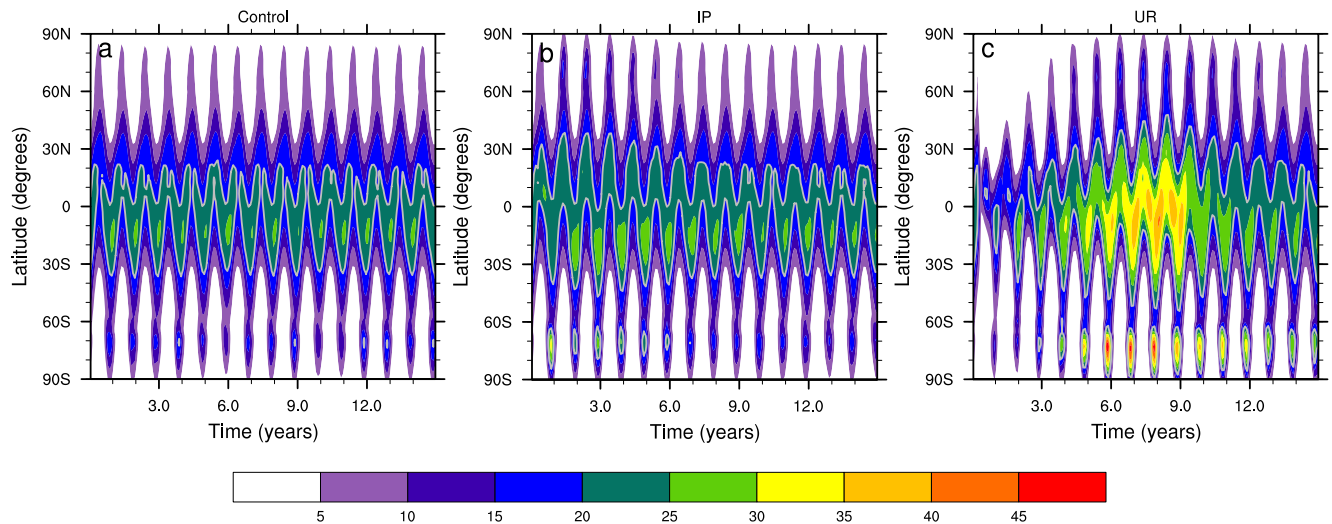 Control
IP
UR
a
b
c
90N
60N
30N
0
30S
60S
90S
Latitude (degrees)
3.0 6.0 9.0 12.0
Time (years)
90N
60N
30N
0
30S
60S
90S
Latitude (degrees)
3.0 6.0 9.0 12.0
Time (years)
90N
60N
30N
0
30S
60S
90S
Latitude (degrees)
3.0 6.0 9.0 12.0
Time (years)
5 10 15 20 25 30 35 40 45